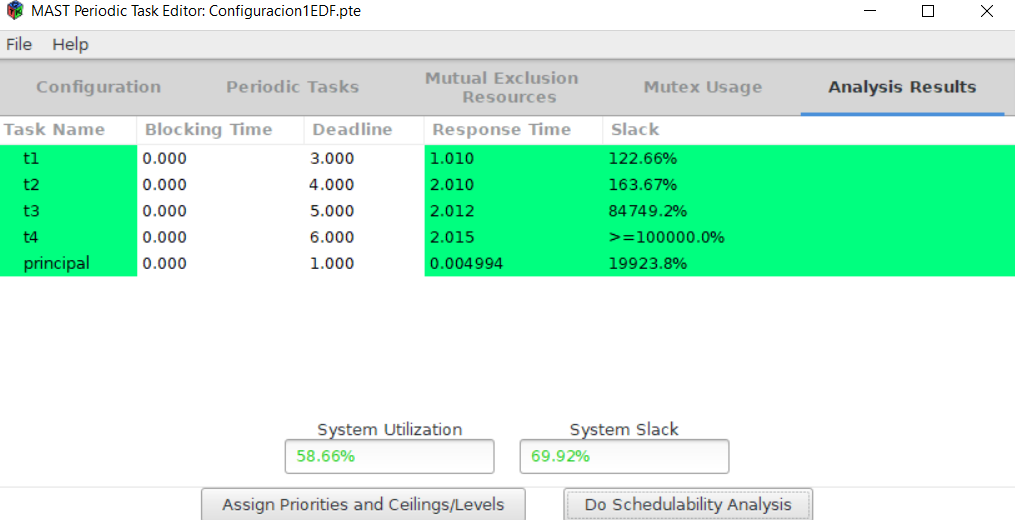 MAST Periodic Task Editor: Configuracion1EDF.pte
File Help
Configuration Periodic Tasks Mutual Exclusion Resources Mutex Usage Analysis Results
Task Name Blocking Time Deadline Response Time Slack
t1 0.000 3.000 1.010 122.66%
t2 0.000 4.000 2.010 163.67%
t3 0.000 5.000 2.012 84749.2%
t4 0.000 6.000 2.015 >=100000.0%
principal 0.000 1.000 0.004994 19923.8%
System Utilization System Slack
58.66% 69.92%
Assign Priorities and Ceilings/Levels Do Schedulability Analysis